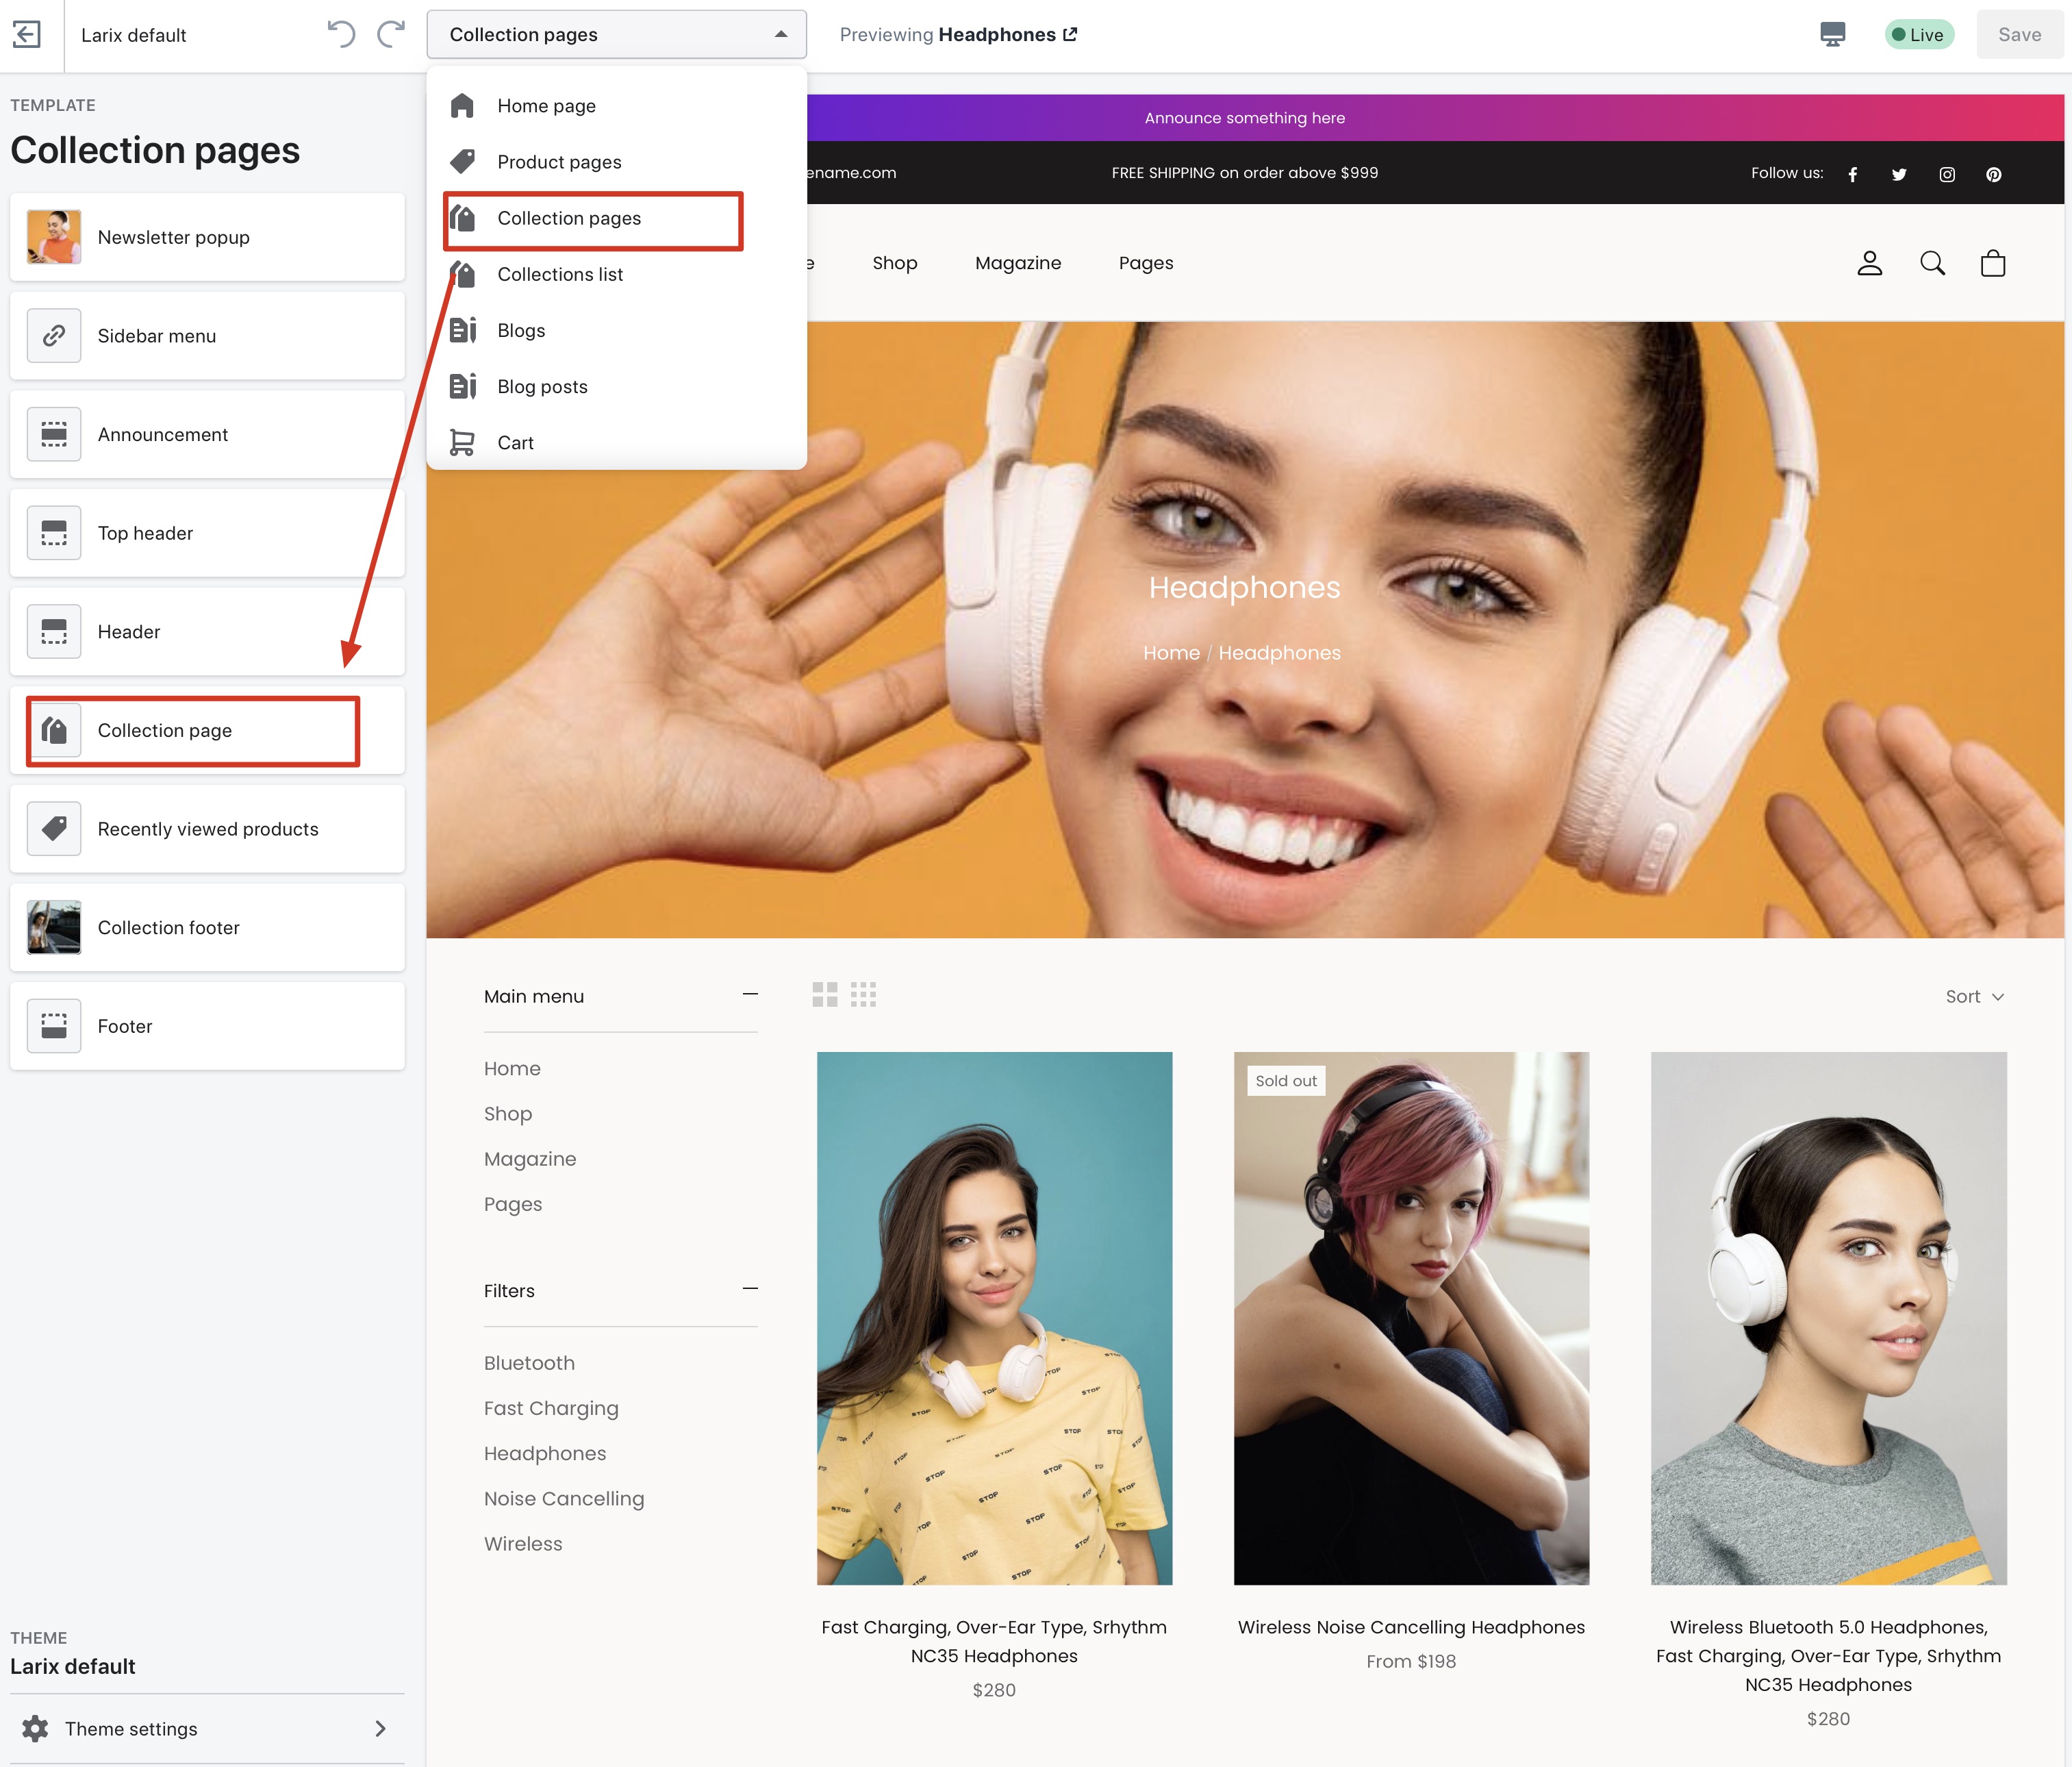 Larix default
Collection pages
Previewing Headphones
Live
Save
TEMPLATE
Collection pages
Newsletter popup
Sidebar menu
Announcement
Top header
Header
Collection page
Recently viewed products
Collection footer
Footer
THEME
Larix default
Theme settings
Home page
Product pages
Collection pages
Collections list
Blogs
Blog posts
Cart
Announce something here
ename.com
FREE SHIPPING on order above $999
Follow us:
e
Shop
Magazine
Pages
Headphones
Home / Headphones
Main menu
Home
Shop
Magazine
Pages
Filters
Bluetooth
Fast Charging
Headphones
Noise Cancelling
Wireless
Sort
Sold out
Fast Charging, Over-Ear Type, Srhythm
NC35 Headphones
$280
Wireless Noise Cancelling Headphones
From $198
Wireless Bluetooth 5.0 Headphones,
Fast Charging, Over-Ear Type, Srhythm
NC35 Headphones
$280